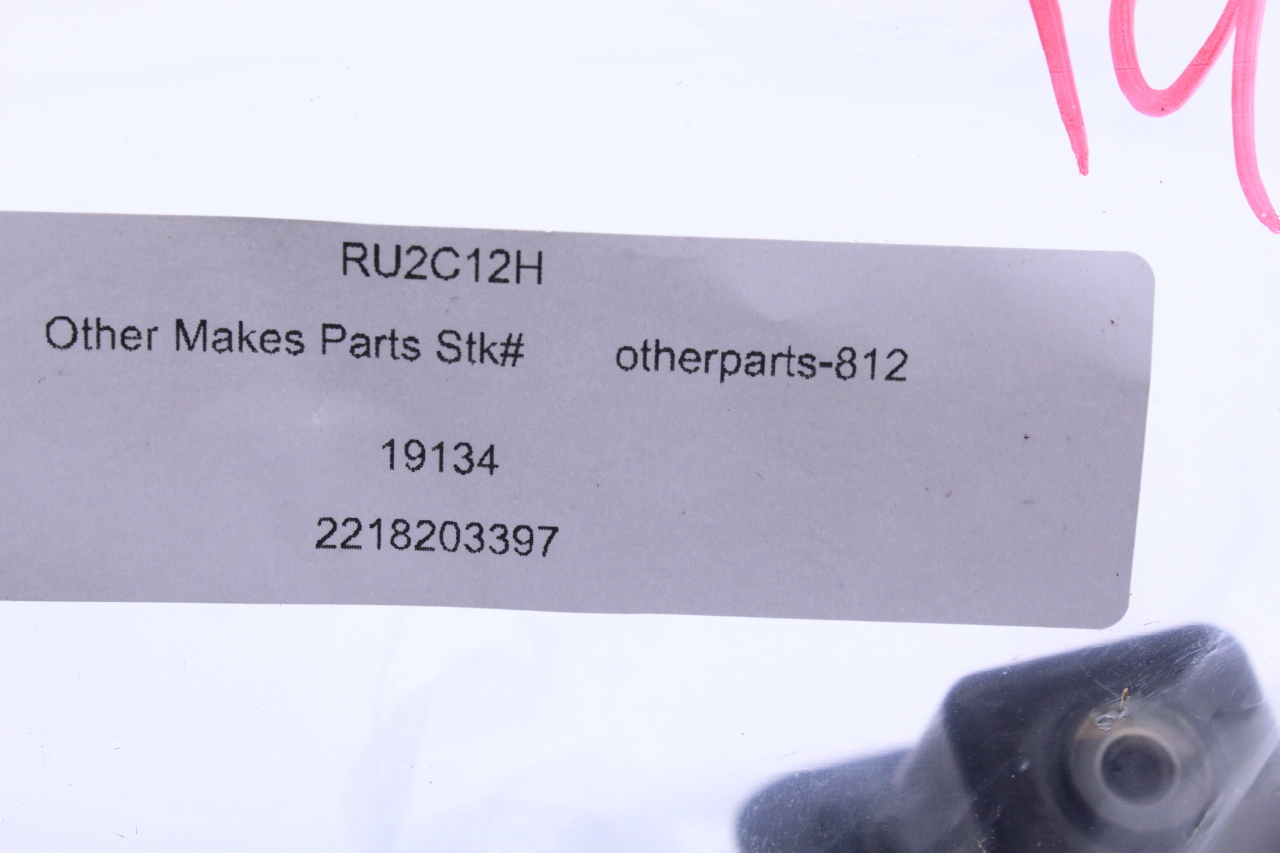 RU2C12H
Other Makes Parts Stk# otherparts-812
19134
2218203397